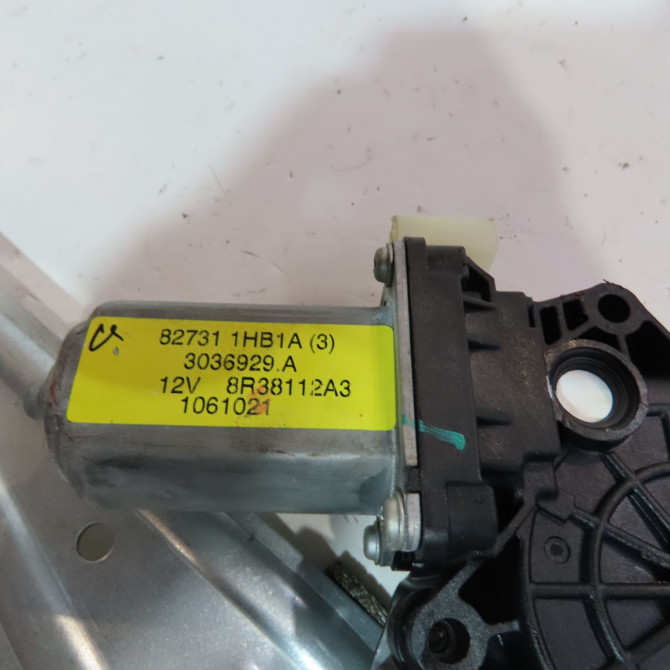 82731 1HB1A (3)
3036929.A
12V 8R38112A3
1061021